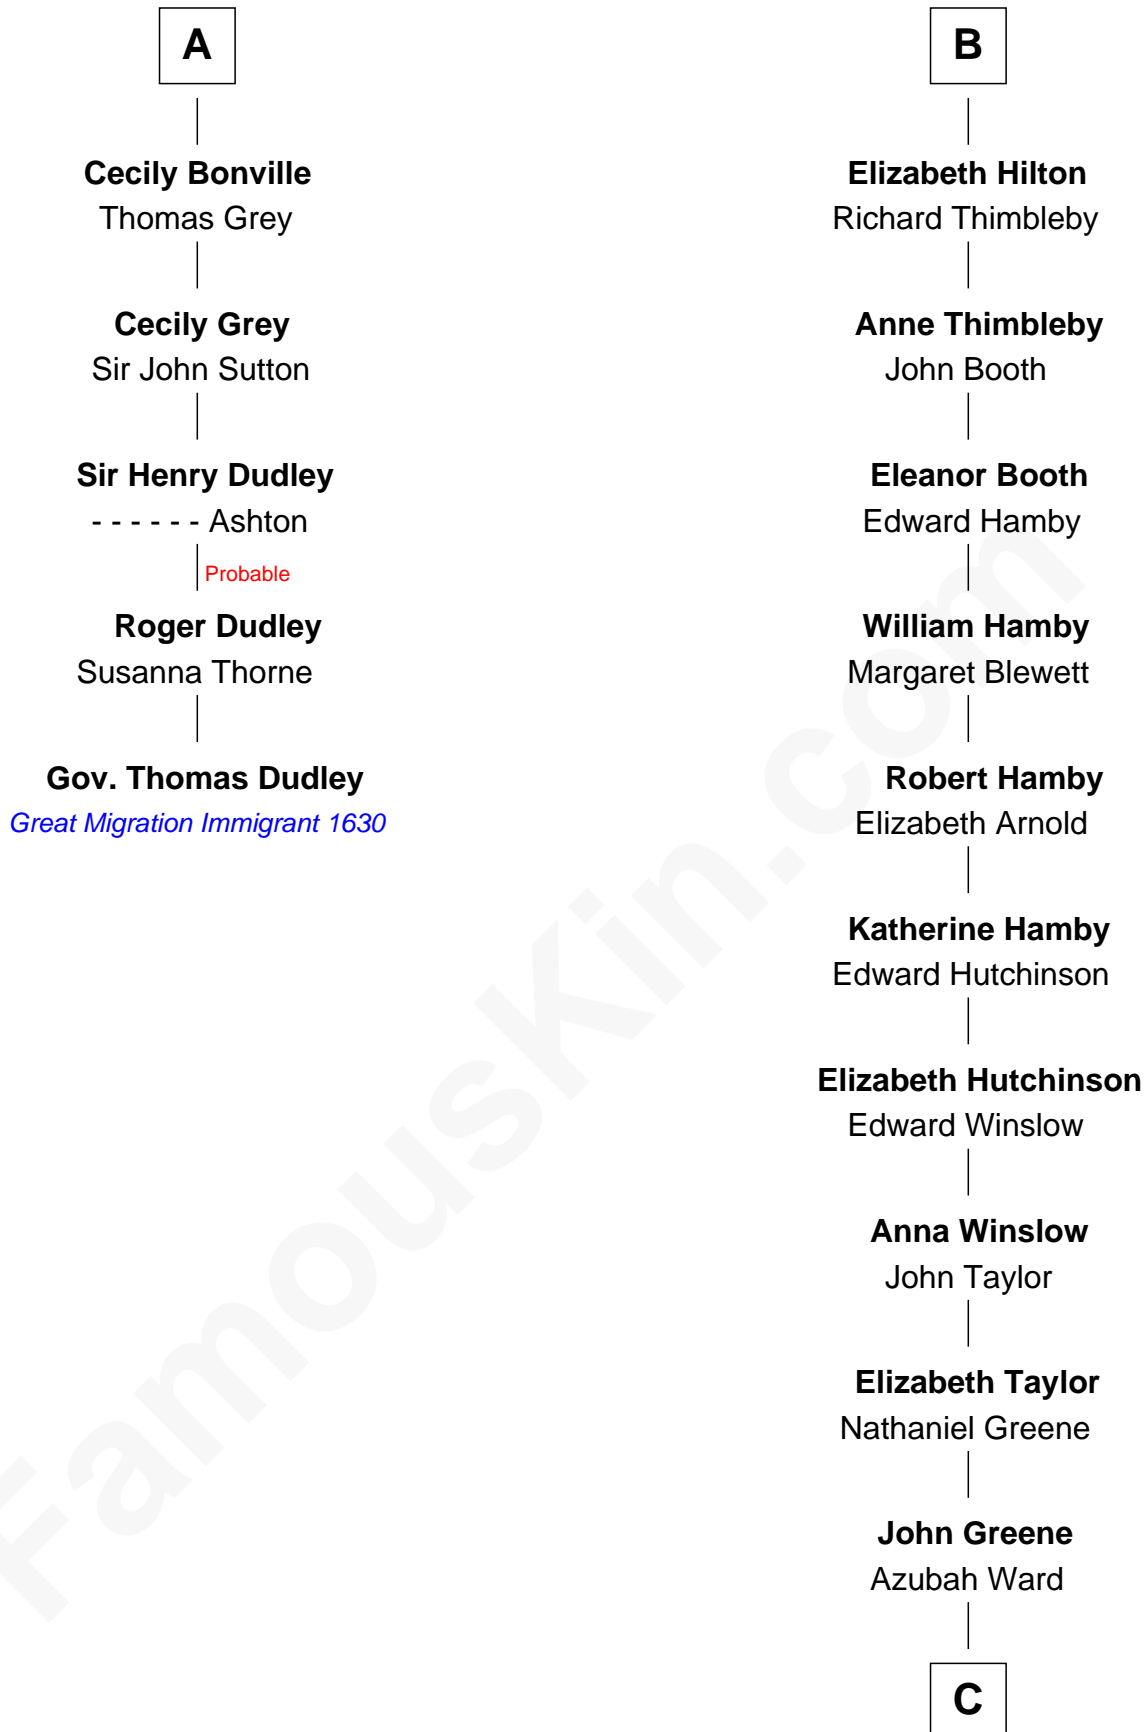 A
Cecily Bonville
Thomas Grey
Cecily Grey
Sir John Sutton
Sir Henry Dudley
- - - - - - Ashton
Probable
Roger Dudley
Susanna Thorne
Gov. Thomas Dudley
Great Migration Immigrant 1630
B
Elizabeth Hilton
Richard Thimbleby
Anne Thimbleby
John Booth
Eleanor Booth
Edward Hamby
William Hamby
Margaret Blewett
Robert Hamby
Elizabeth Arnold
Katherine Hamby
Edward Hutchinson
Elizabeth Hutchinson
Edward Winslow
Anna Winslow
John Taylor
Elizabeth Taylor
Nathaniel Greene
John Greene
Azubah Ward
C
FamousKin.com